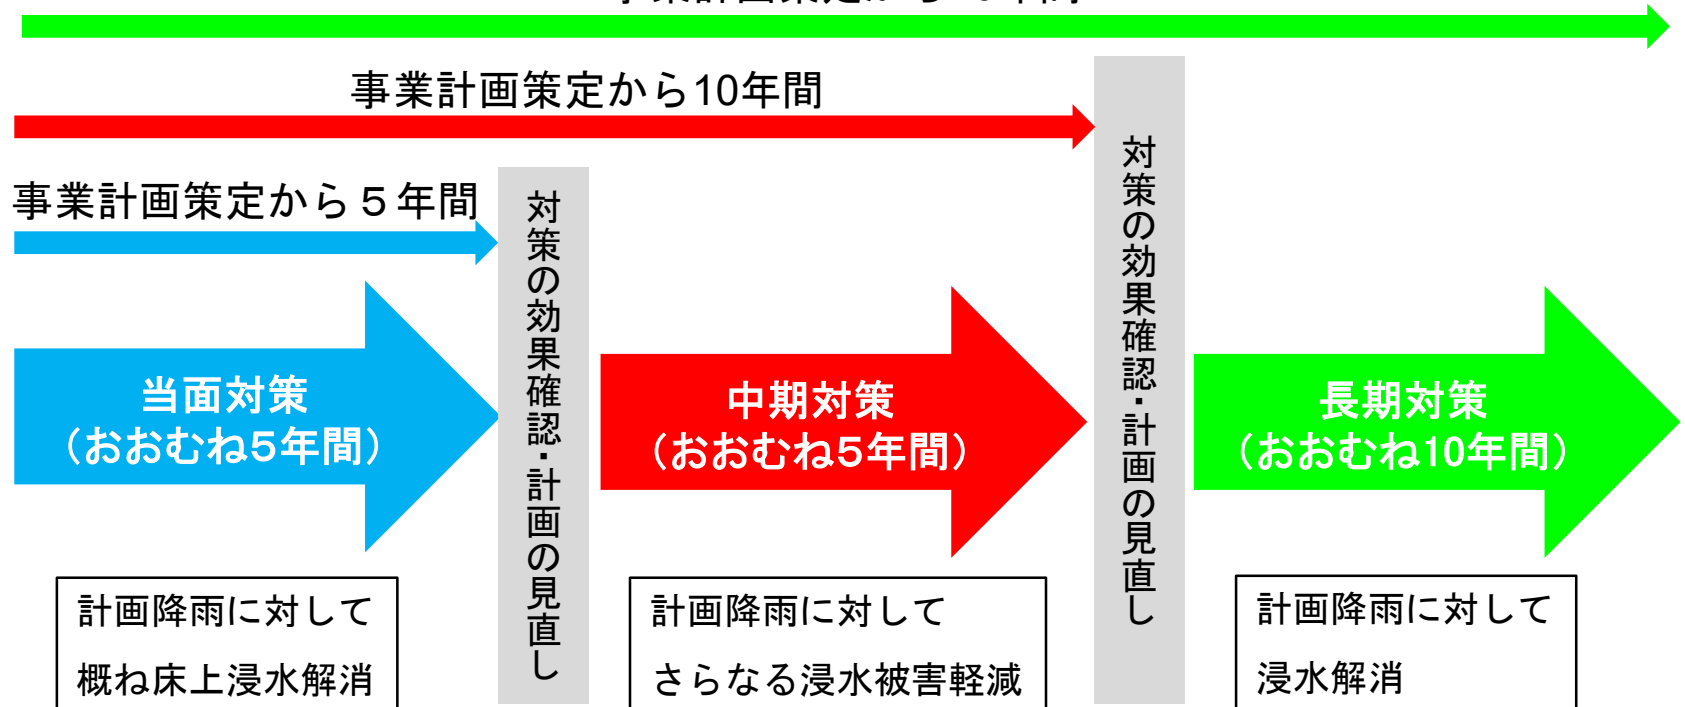 事業計画策定から10年間
事業計画策定から５年間
対策の効果確認・計画の見直し
対策の効果確認・計画の見直し
当面対策
（おおむね5年間）
中期対策
（おおむね5年間）
長期対策
（おおむね10年間）
計画降雨に対して
概ね床上浸水解消
計画降雨に対して
さらなる浸水被害軽減
計画降雨に対して
浸水解消